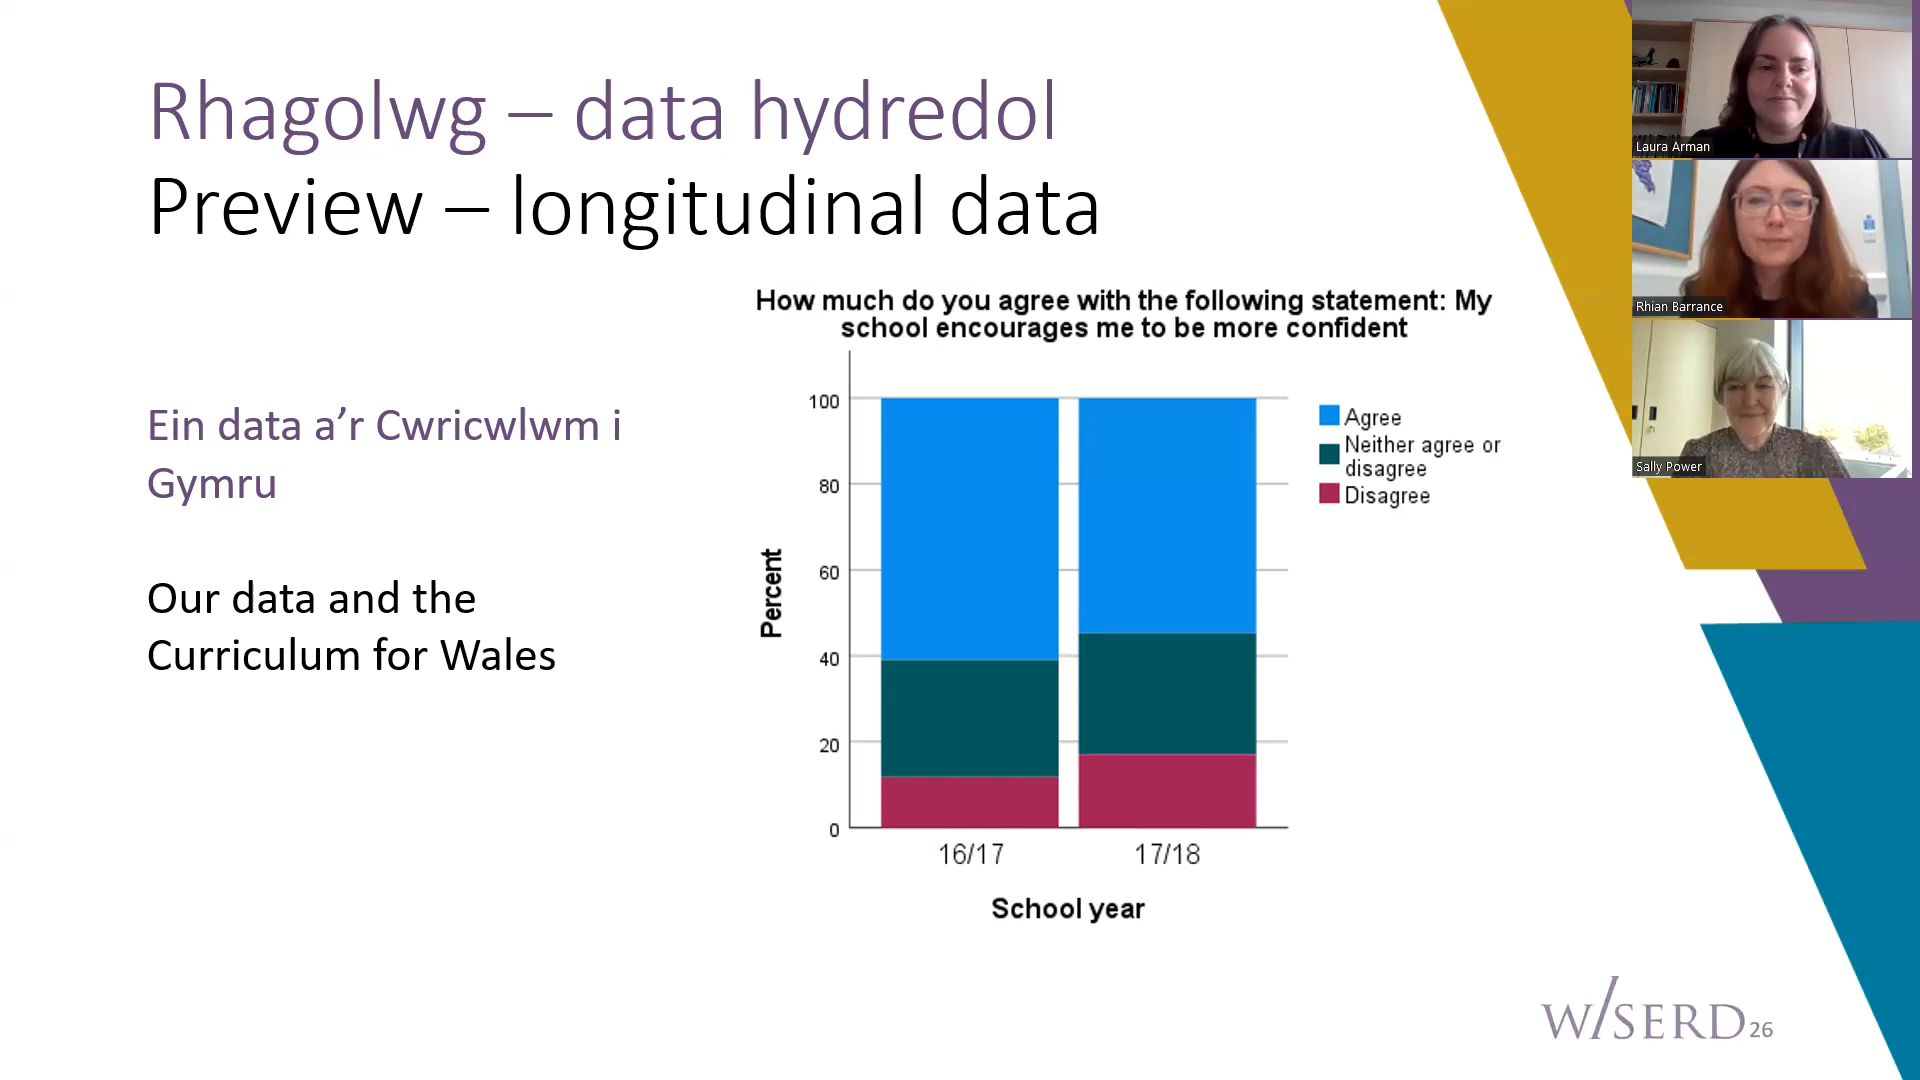 Rhagolwg – data hydredol
Preview – longitudinal data
Ein data a’r Cwricwlwm i
Gymru
Our data and the
Curriculum for Wales
How much do you agree with the following statement: My
school encourages me to be more confident
Percent
100
80
60
40
20
0
16/17
17/18
School year
Agree
Neither agree or
disagree
Disagree
Laura Arman
Rhian Barrance
Sally Power
W/SERD
26